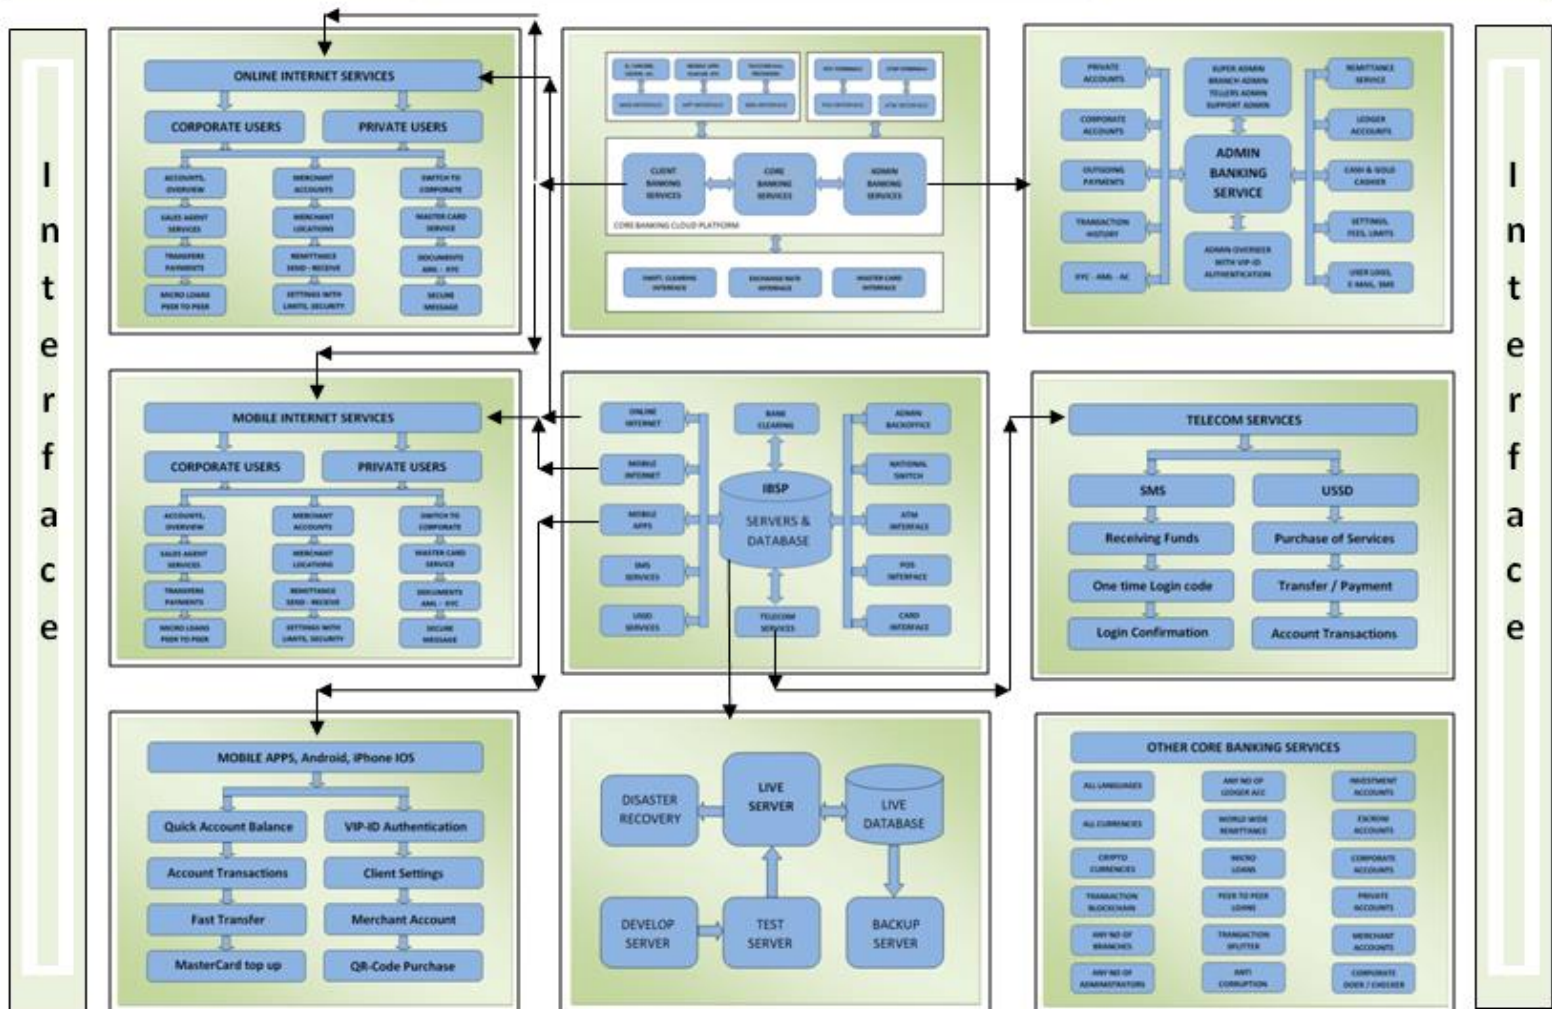 Interface
ONLINE INTERNET SERVICES
CORPORATE USERS
PRIVATE USERS
ACCOUNTS,
OVERVIEW
MERCHANT
ACCOUNTS
SWITCH TO
CORPORATE
SALES AGENT
SERVICES
MERCHANT
LOCATIONS
MASTER CARD
SERVICE
TRANSFERS
PAYMENTS
REMITTANCE
SEND - RECEIVE
DOCUMENTS
AML - KYC
MICRO LOANS
PEER TO PEER
SETTINGS WITH
LIMITS, SECURITY
SECURE
MESSAGE
WEB INTERFACE
APP INTERFACE
POS INTERFACE
ATM INTERFACE
CLIENT
BANKING
SERVICES
CORE
BANKING
SERVICES
ADMIN
BANKING
SERVICES
CORE BANKING CLOUD PLATFORM
SWIFT, CLEARING
INTERFACE
EXCHANGE RATE
INTERFACE
MASTER CARD
INTERFACE
PRIVATE
ACCOUNTS
CORPORATE
ACCOUNTS
OUTGOING
PAYMENTS
TRANSACTION
HISTORY
KYC - AML - AC
SUPER ADMIN
BRANCH ADMIN
TELLERS ADMIN
SUPPORT ADMIN
ADMIN
BANKING
SERVICE
ADMIN OVERSEER
WITH VIP-ID
AUTHENTICATION
REMITTANCE
SERVICE
LEDGER
ACCOUNTS
CASH & GOLD
CASHIER
SETTINGS,
FEES, LIMITS
USER LOGS,
E-MAIL, SMS
MOBILE INTERNET SERVICES
CORPORATE USERS
PRIVATE USERS
ACCOUNTS,
OVERVIEW
MERCHANT
ACCOUNTS
SWITCH TO
CORPORATE
SALES AGENT
SERVICES
MERCHANT
LOCATIONS
MASTER CARD
SERVICE
TRANSFERS
PAYMENTS
REMITTANCE
SEND - RECEIVE
DOCUMENTS
AML - KYC
MICRO LOANS
PEER TO PEER
SETTINGS WITH
LIMITS, SECURITY
SECURE
MESSAGE
ONLINE
INTERNET
MOBILE
INTERNET
MOBILE
APPS
SMS
SERVICES
USSD
SERVICES
BANK
CLEARING
IBSP
SERVERS &
DATABASE
TELECOM
SERVICES
ADMIN
BACKOFFICE
NATIONAL
SWITCH
ATM
INTERFACE
POS
INTERFACE
CARD
INTERFACE
TELECOM SERVICES
SMS
USSD
Receiving Funds
Purchase of Services
One time Login code
Transfer / Payment
Login Confirmation
Account Transactions
MOBILE APPS, Android, iPhone IOS
Quick Account Balance
VIP-ID Authentication
Account Transactions
Client Settings
Fast Transfer
Merchant Account
MasterCard top up
QR-Code Purchase
DISASTER
RECOVERY
LIVE
SERVER
LIVE
DATABASE
DEVELOP
SERVER
TEST
SERVER
BACKUP
SERVER
OTHER CORE BANKING SERVICES
ALL LANGUAGES
ANY NO OF
LEDGER ACC
INVESTMENT
ACCOUNTS
ALL CURRENCIES
WORLD WIDE
REMITTANCE
ESCROW
ACCOUNTS
CRYPTO
CURRENCIES
MICRO
LOANS
CORPORATE
ACCOUNTS
TRANSACTION
BLOCKCHAIN
PEER TO PEER
LOANS
PRIVATE
ACCOUNTS
ANY NO OF
BRANCHES
TRANSACTION
SPLITTER
MERCHANT
ACCOUNTS
ANY NO OF
ADMINISTRATORS
ANTI
CORRUPTION
CORPORATE
DOER / CHECKER
Interface